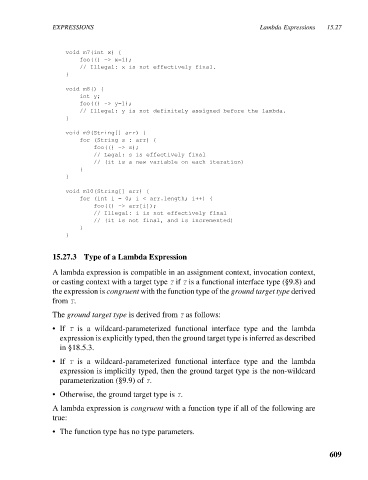 EXPRESSIONS Lambda Expressions 15.27
void m7(int x) {
foo(() -> x=1);
// Illegal: x is not effectively final.
}
void m8() {
int y;
foo(() -> y=1);
// Illegal: y is not definitely assigned before the lambda.
}
void m9(String[] arr) {
for (String s : arr) {
foo(() -> s);
// Legal: s is effectively final
// (it is a new variable on each iteration)
}
}
void m10(String[] arr) {
for (int i = 0; i < arr.length; i++) {
foo(() -> arr[i]);
// Illegal: i is not effectively final
// (it is not final, and is incremented)
}
}
15.27.3 Type of a Lambda Expression
A lambda expression is compatible in an assignment context, invocation context,
or casting context with a target type T if T is a functional interface type (§9.8) and
the expression is congruent with the function type of the ground target type derived
from T.
The ground target type is derived from T as follows:
• If T is a wildcard-parameterized functional interface type and the lambda
expression is explicitly typed, then the ground target type is inferred as described
in §18.5.3.
• If T is a wildcard-parameterized functional interface type and the lambda
expression is implicitly typed, then the ground target type is the non-wildcard
parameterization (§9.9) of T.
• Otherwise, the ground target type is T.
A lambda expression is congruent with a function type if all of the following are
true:
• The function type has no type parameters.
609